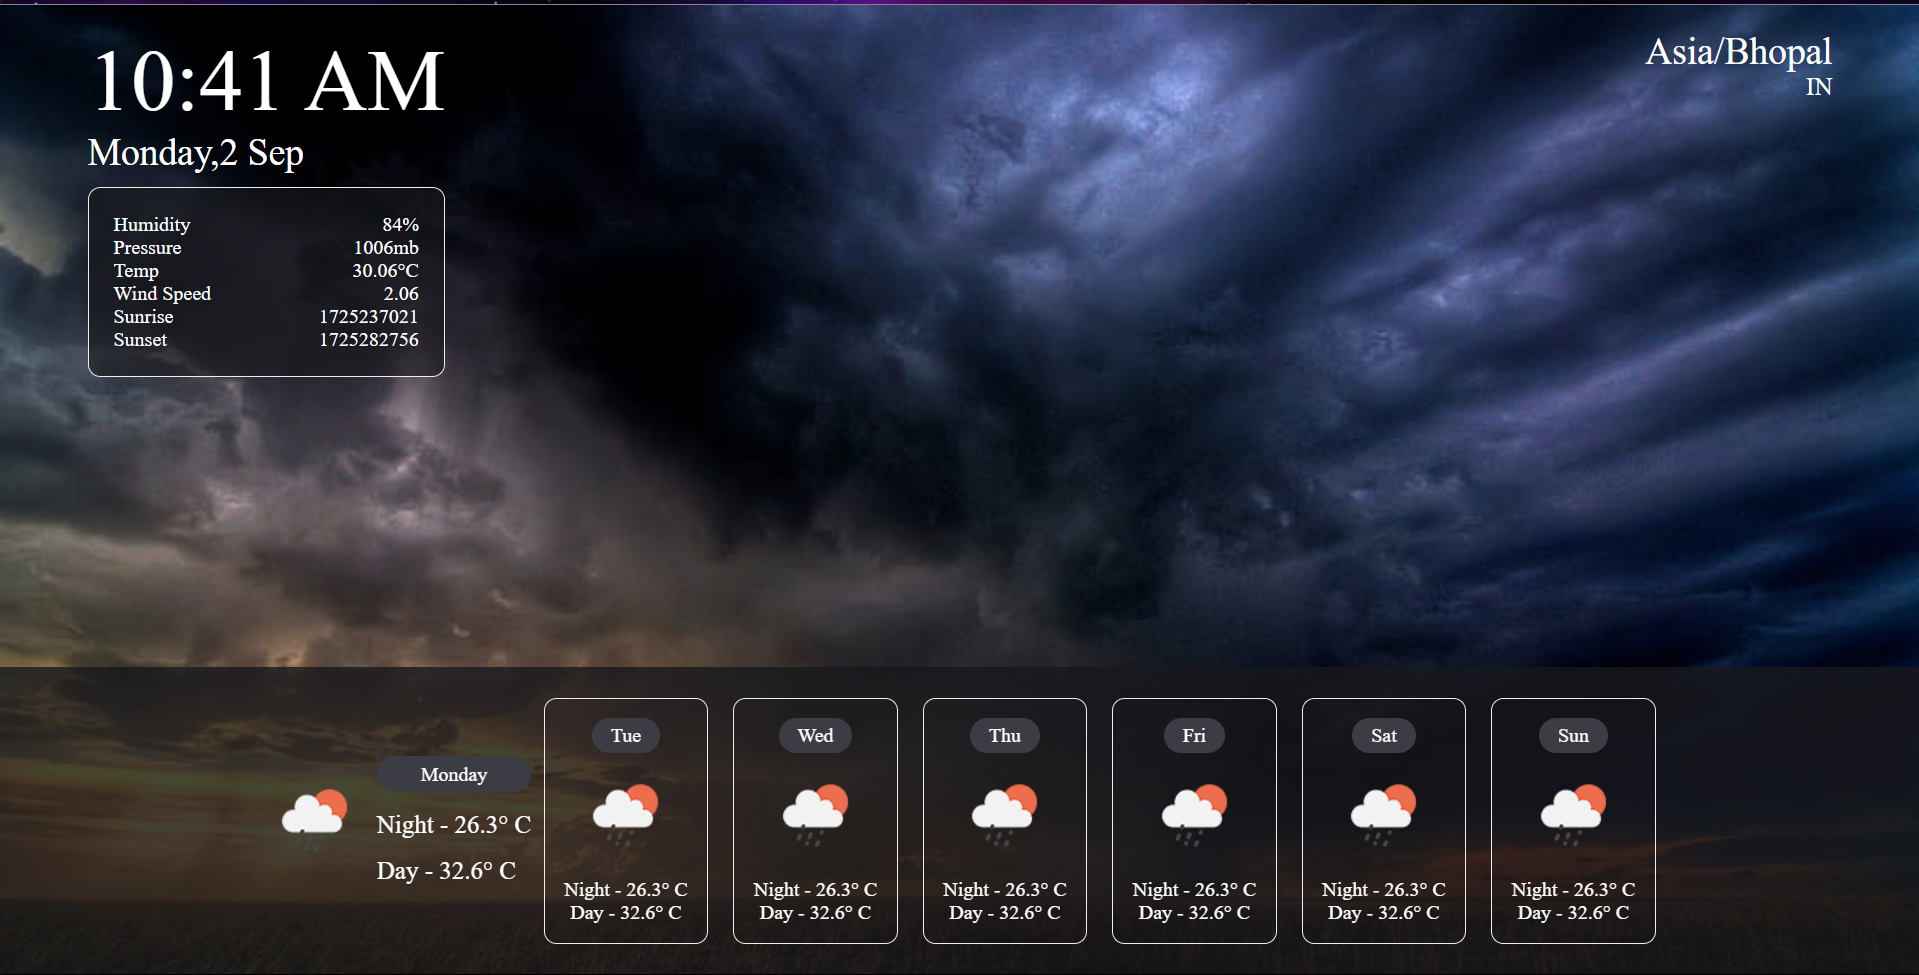 10:41 AM
Monday,2 Sep
Asia/Bhopal
IN
Humidity 84%
Pressure 1006mb
Temp 30.06°C
Wind Speed 2.06
Sunrise 1725237021
Sunset 1725282756
Monday
Night - 26.3° C
Day - 32.6° C
Tue
Night - 26.3° C
Day - 32.6° C
Wed
Night - 26.3° C
Day - 32.6° C
Thu
Night - 26.3° C
Day - 32.6° C
Fri
Night - 26.3° C
Day - 32.6° C
Sat
Night - 26.3° C
Day - 32.6° C
Sun
Night - 26.3° C
Day - 32.6° C